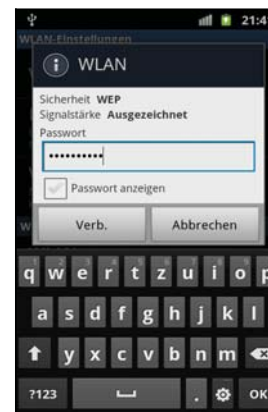 21:4
WLAN-Einstellungen
WLAN
Sicherheit WEP
Signalstärke Ausgezeichnet
Passwort
••••••••••
Passwort anzeigen
Verb. Abbrechen
q w e r t z u i o p
a s d f g h j k l
y x c v b n m
?123 . OK